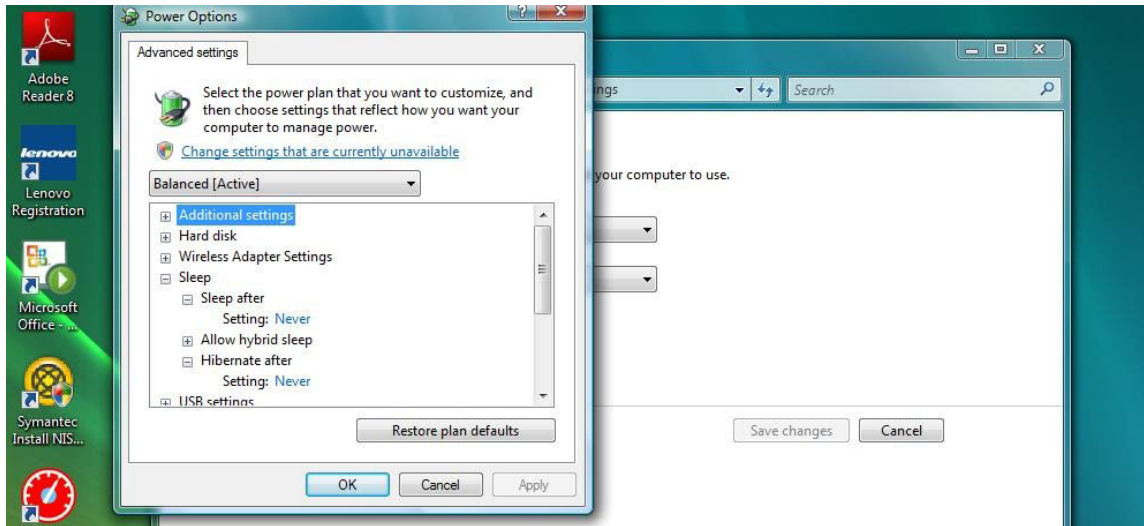 Adobe
Reader 8
lenovo
Lenovo
Registration
Microsoft
Office - ...
Symantec
Install NIS...
Power Options
Advanced settings
Select the power plan that you want to customize, and
then choose settings that reflect how you want your
computer to manage power.
Change settings that are currently unavailable
Balanced [Active]
Additional settings
Hard disk
Wireless Adapter Settings
Sleep
Sleep after
Setting: Never
Allow hybrid sleep
Hibernate after
Setting: Never
USB settings
Restore plan defaults
OK
Cancel
Apply
ngs
Search
your computer to use.
Save changes
Cancel